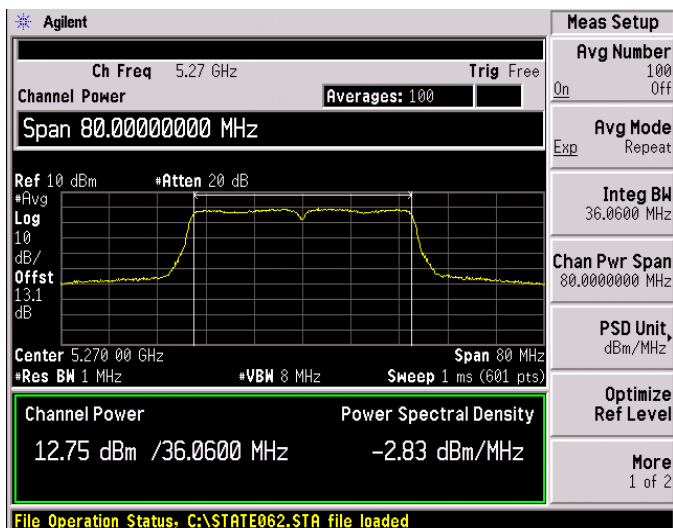 Agilent
Meas Setup
Ch Freq 5.27 GHz Trig Free
Channel Power Averages: 100
Span 80.00000000 MHz
Ref 10 dBm #Atten 20 dB
#Avg
Log
10
dB/
Offst
13.1
dB
Center 5.270 00 GHz Span 80 MHz
#Res BW 1 MHz #VBW 8 MHz Sweep 1 ms (601 pts)
Channel Power Power Spectral Density
12.75 dBm /36.0600 MHz -2.83 dBm/MHz
File Operation Status, C:\STATE062.STA file loaded
Avg Number
100
On Off
Avg Mode
Exp Repeat
Integ BW
36.0600 MHz
Chan Pwr Span
80.0000000 MHz
PSD Unit
dBm/MHz
Optimize
Ref Level
More
1 of 2